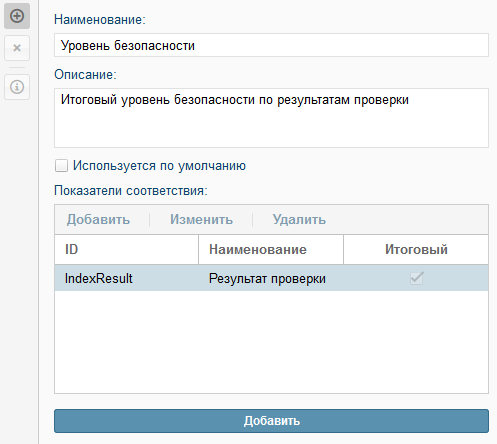 Наименование:
Уровень безопасности
Описание:
Итоговый уровень безопасности по результатам проверки
Используется по умолчанию
Показатели соответствия:
Добавить Изменить Удалить
ID Наименование Итоговый
IndexResult Результат проверки
Добавить